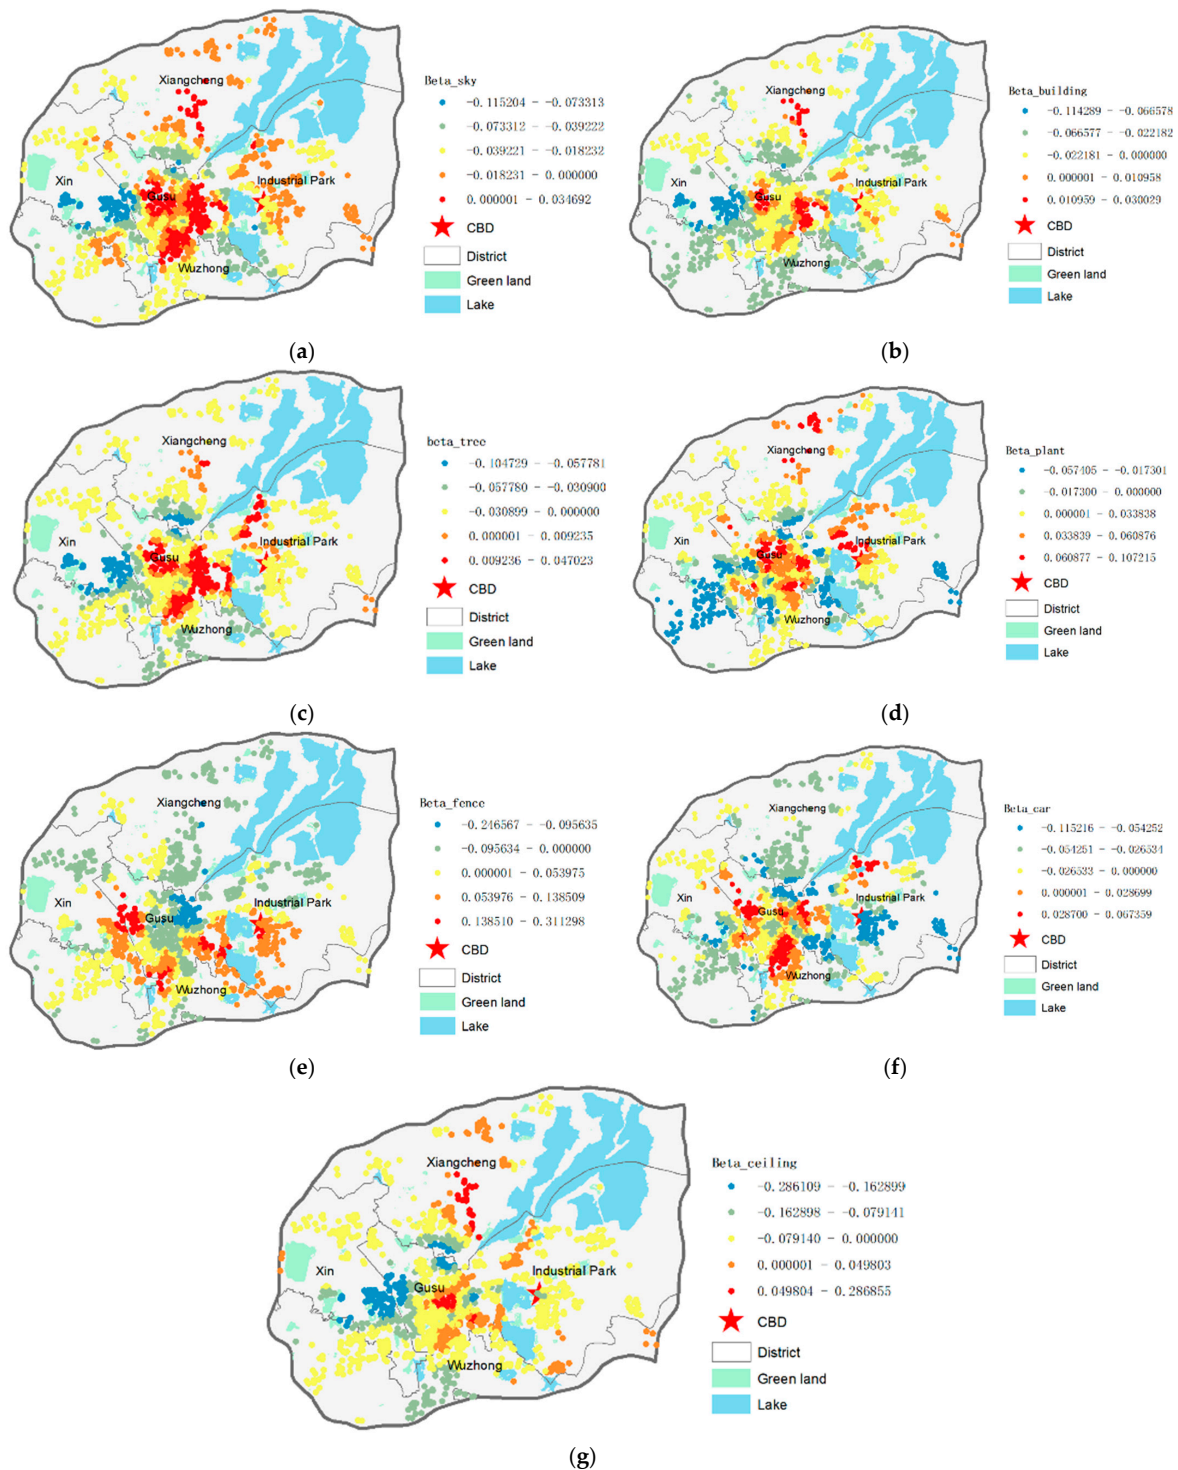 Xiangcheng
Xin
Gusu
Industrial Park
Wuzhong
Beta_sky
-0.115204 - -0.073313
-0.073312 - -0.039222
-0.039221 - -0.018232
-0.018231 - 0.000000
0.000001 - 0.034692
CBD
District
Green land
Lake
(a)
Xiangcheng
Xin
Gusu
Industrial Park
Wuzhong
Beta_building
-0.114289 - -0.066578
-0.066577 - -0.022182
-0.022181 - 0.000000
0.000001 - 0.010958
0.010959 - 0.030029
CBD
District
Green land
Lake
(b)
Xiangcheng
Xin
Gusu
Industrial Park
Wuzhong
beta_tree
-0.104729 - -0.057781
-0.057780 - -0.030900
-0.030899 - 0.000000
0.000001 - 0.009235
0.009236 - 0.047023
CBD
District
Green land
Lake
(c)
Xiangcheng
Xin
Gusu
Industrial Park
Wuzhong
Beta_plant
-0.057405 - -0.017301
-0.017300 - 0.000000
0.000001 - 0.033838
0.033839 - 0.060876
0.060877 - 0.107215
CBD
District
Green land
Lake
(d)
Xiangcheng
Xin
Gusu
Industrial Park
Wuzhong
Beta_fence
-0.246567 - -0.095635
-0.095634 - 0.000000
0.000001 - 0.053975
0.053976 - 0.138509
0.138510 - 0.311298
CBD
District
Green land
Lake
(e)
Xiangcheng
Xin
Gusu
Industrial Park
Wuzhong
Beta_car
-0.115216 - -0.054252
-0.054251 - -0.026534
-0.026533 - 0.000000
0.000001 - 0.028699
0.028700 - 0.067359
CBD
District
Green land
Lake
(f)
Xiangcheng
Xin
Gusu
Industrial Park
Wuzhong
Beta_ceiling
-0.286109 - -0.162899
-0.162898 - -0.079141
-0.079140 - 0.000000
0.000001 - 0.049803
0.049804 - 0.286855
CBD
District
Green land
Lake
(g)